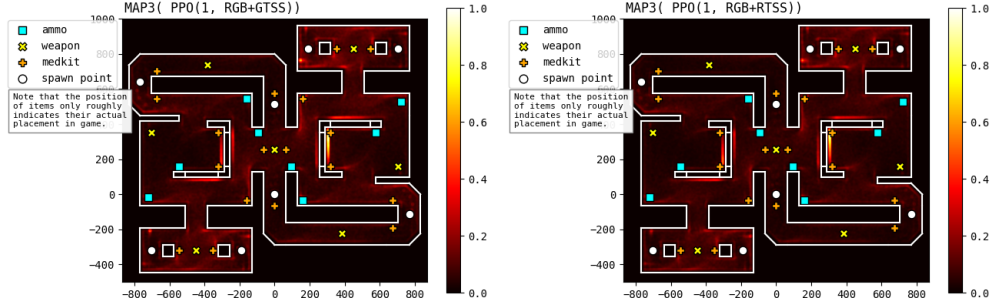 MAP3( PPO(1, RGB+GTSS))
1000
800
600
400
200
0
−200
−400
−800 −600 −400 −200 0 200 400 600 800
ammo
weapon
medkit
spawn point
Note that the position
of items only roughly
indicates their actual
placement in game.
1.0
0.8
0.6
0.4
0.2
0.0
MAP3( PPO(1, RGB+RTSS))
1000
800
600
400
200
0
−200
−400
−800 −600 −400 −200 0 200 400 600 800
ammo
weapon
medkit
spawn point
Note that the position
of items only roughly
indicates their actual
placement in game.
1.0
0.8
0.6
0.4
0.2
0.0